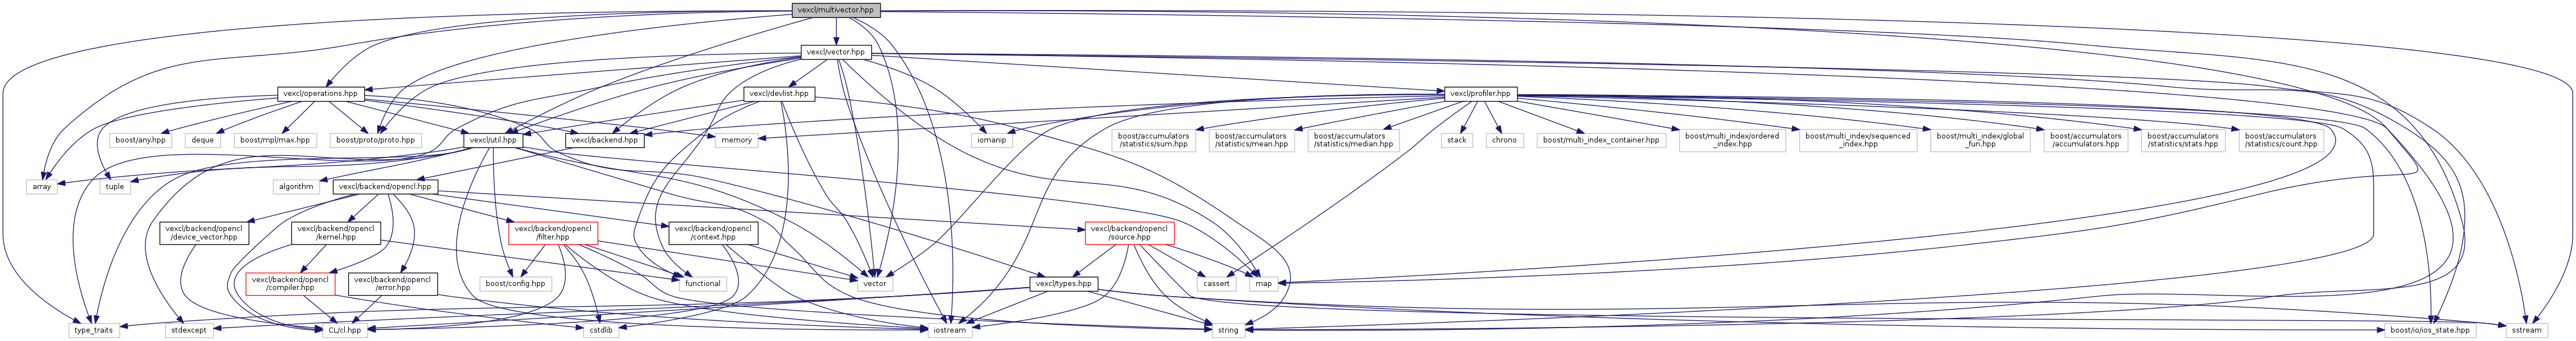 vexcl/multivector.hpp
vexcl/vector.hpp
vexcl/operations.hpp
vexcl/devlist.hpp
vexcl/profiler.hpp
boost/any.hpp
deque
boost/mpl/max.hpp
boost/proto/proto.hpp
vexcl/util.hpp
vexcl/backend.hpp
memory
iomanip
boost/accumulators
/statistics/sum.hpp
boost/accumulators
/statistics/mean.hpp
boost/accumulators
/statistics/median.hpp
stack
chrono
boost/multi_index_container.hpp
boost/multi_index/ordered
_index.hpp
boost/multi_index/sequenced
_index.hpp
boost/multi_index/global
_fun.hpp
boost/accumulators
/accumulators.hpp
boost/accumulators
/statistics/stats.hpp
boost/accumulators
/statistics/count.hpp
array
tuple
algorithm
vexcl/backend/opencl.hpp
vexcl/backend/opencl
/device_vector.hpp
vexcl/backend/opencl
/kernel.hpp
vexcl/backend/opencl
/filter.hpp
vexcl/backend/opencl
/context.hpp
vexcl/backend/opencl
/source.hpp
vexcl/backend/opencl
/compiler.hpp
vexcl/backend/opencl
/error.hpp
boost/config.hpp
functional
vector
vexcl/types.hpp
cassert
map
type_traits
stdexcept
CL/cl.hpp
cstdlib
iostream
string
boost/io/ios_state.hpp
sstream